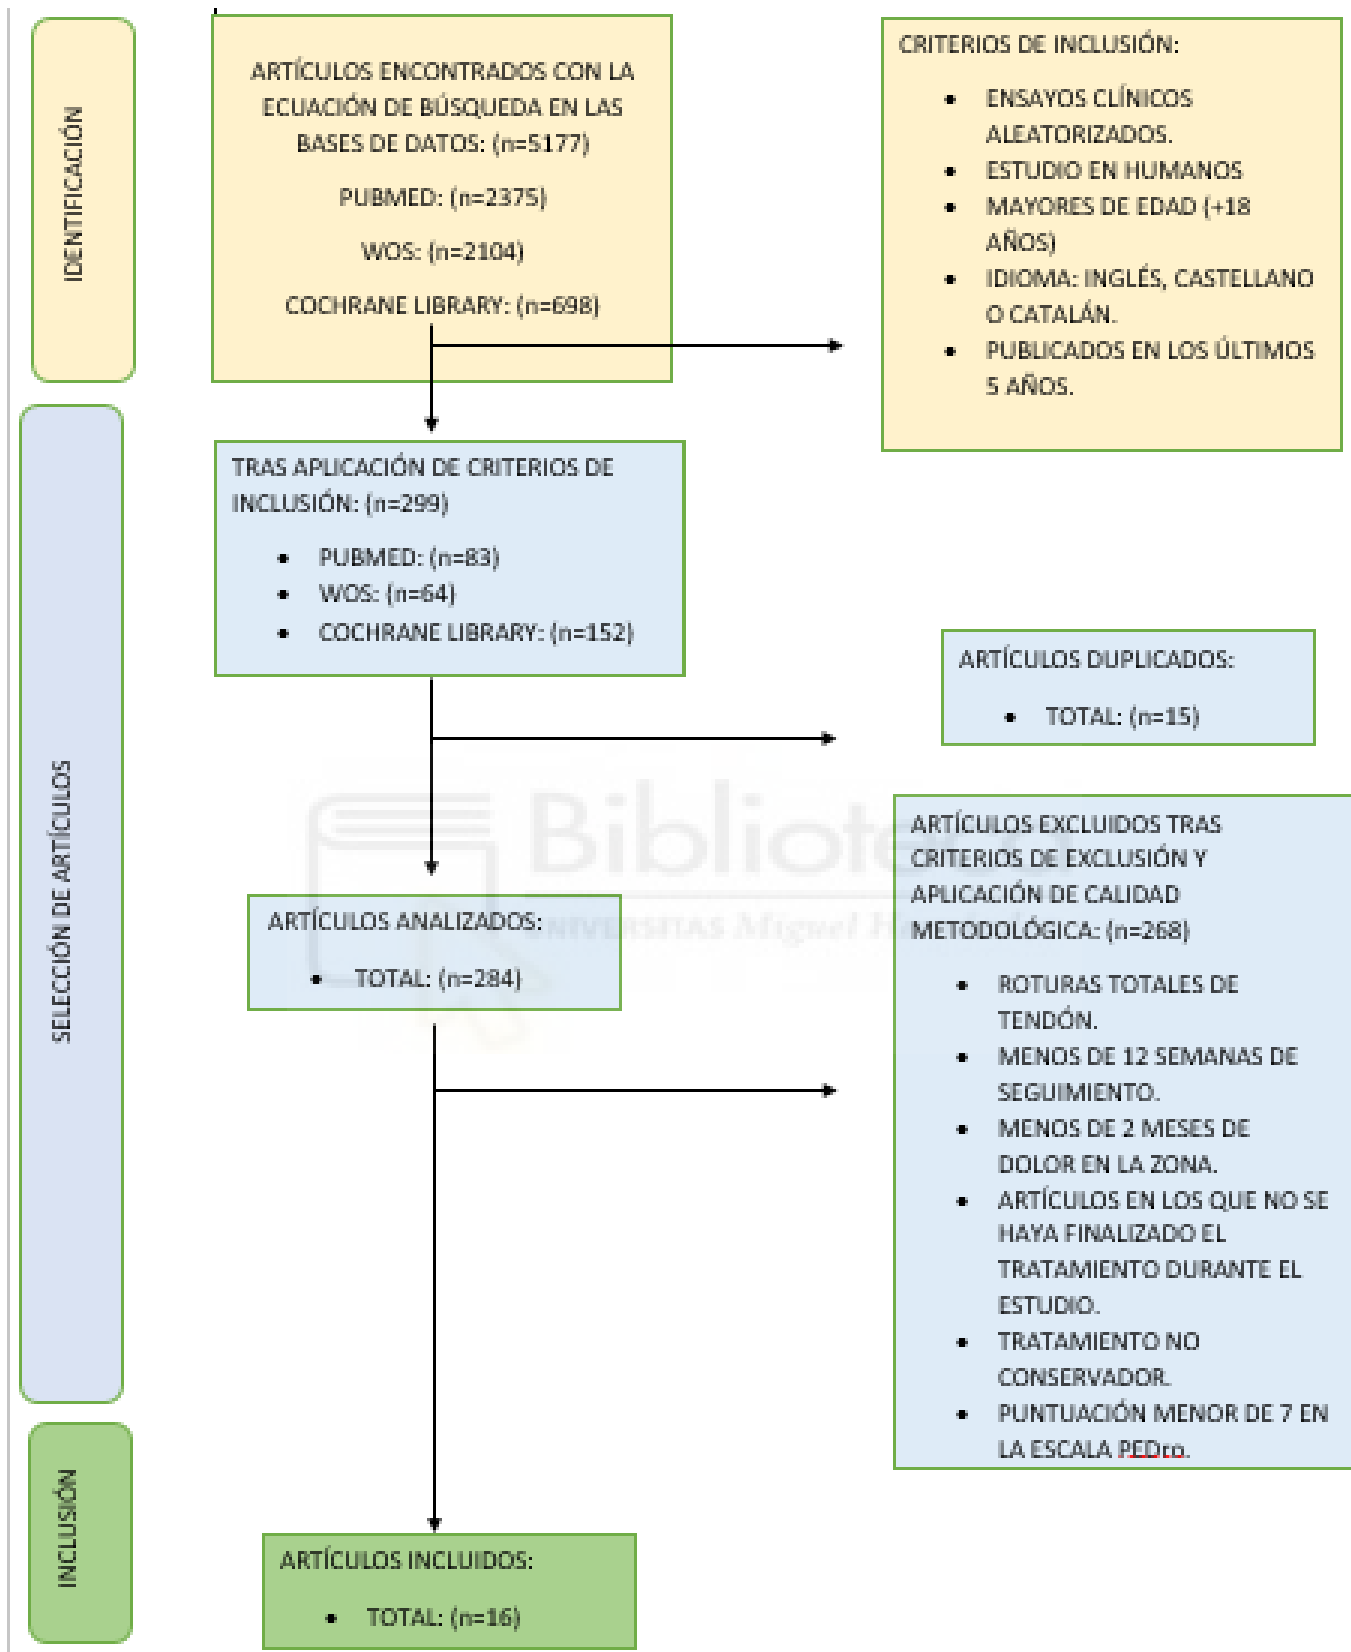 IDENTIFICACIÓN
ARTÍCULOS ENCONTRADOS CON LA
ECUACIÓN DE BÚSQUEDA EN LAS
BASES DE DATOS: (n=5177)
PUBMED: (n=2375)
WOS: (n=2104)
COCHRANE LIBRARY: (n=698)
CRITERIOS DE INCLUSIÓN:
• ENSAYOS CLÍNICOS
ALEATORIZADOS.
• ESTUDIO EN HUMANOS
• MAYORES DE EDAD (+18
AÑOS)
• IDIOMA: INGLÉS, CASTELLANO
O CATALÁN.
• PUBLICADOS EN LOS ÚLTIMOS
5 AÑOS.
SELECCIÓN DE ARTÍCULOS
TRAS APLICACIÓN DE CRITERIOS DE
INCLUSIÓN: (n=299)
• PUBMED: (n=83)
• WOS: (n=64)
• COCHRANE LIBRARY: (n=152)
ARTÍCULOS DUPLICADOS:
• TOTAL: (n=15)
Biblioteca
UNIVERSITAS Miguel
ARTÍCULOS ANALIZADOS:
• TOTAL: (n=284)
ARTÍCULOS EXCLUIDOS TRAS
CRITERIOS DE EXCLUSIÓN Y
APLICACIÓN DE CALIDAD
METODOLÓGICA: (n=268)
• ROTURAS TOTALES DE
TENDÓN.
• MENOS DE 12 SEMANAS DE
SEGUIMIENTO.
• MENOS DE 2 MESES DE
DOLOR EN LA ZONA.
• ARTÍCULOS EN LOS QUE NO SE
HAYA FINALIZADO EL
TRATAMIENTO DURANTE EL
ESTUDIO.
• TRATAMIENTO NO
CONSERVADOR.
• PUNTUACIÓN MENOR DE 7 EN
LA ESCALA PEDro.
INCLUSIÓN
ARTÍCULOS INCLUIDOS:
• TOTAL: (n=16)